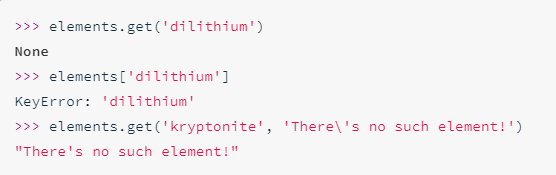 >>> elements.get('dilithium')
None
>>> elements['dilithium']
KeyError: 'dilithium'
>>> elements.get('kryptonite', 'There\'s no such element!')
"There's no such element!"